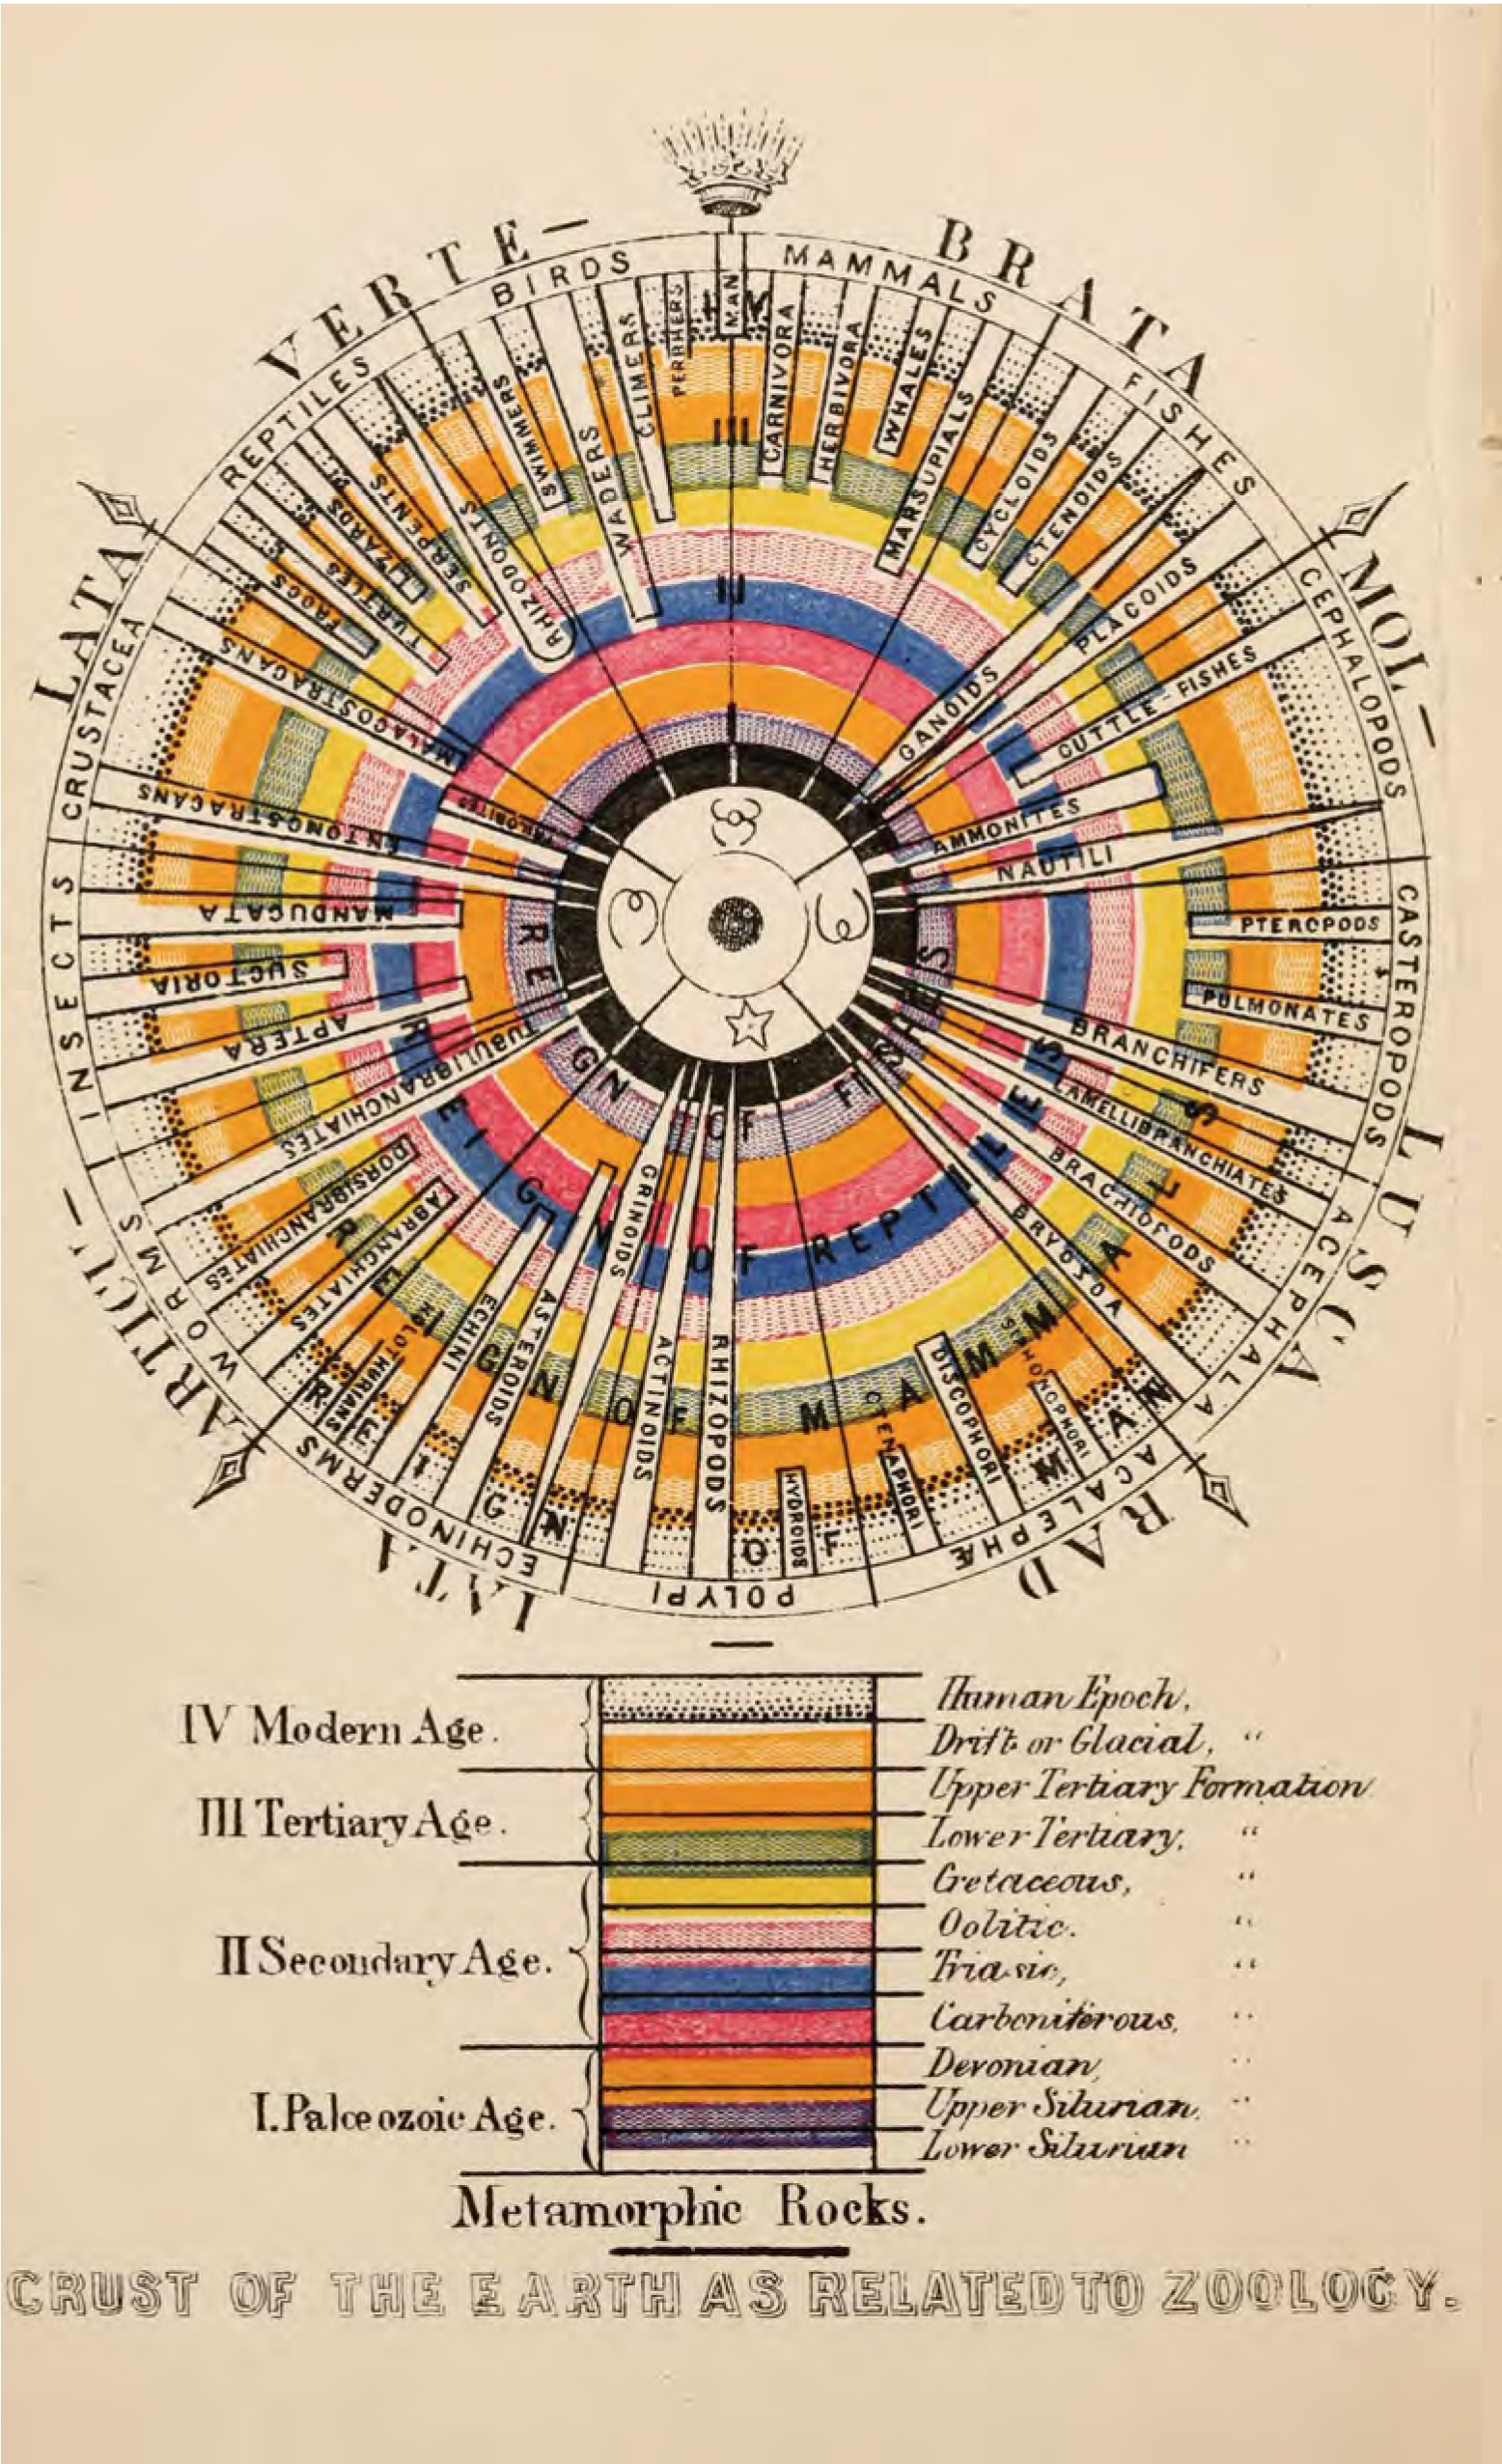 VERTE-
BRATA
MOL-
LUSCA
RAD
IATA
ARTICU-
LATA
BIRDS
MAMMALS
FISHES
CEPHALOPODS
CASTEROPODS
ACEPHALA
ACALEPHÆ
POLYPI
ECHINODERMS
WORMS
INSECTS
CRUSTACEA
REPTILES
MAN
CARNIVORA
HERBIVORA
WHALES
MARSUPIALS
CYCLOIDS
CTENOIDS
GANOIDS
PLACOIDS
CUTTLE-FISHES
AMMONITES
NAUTILI
PTEROPODS
PULMONATES
BRANCHIFERS
LAMELLIBRANCHIATES
BRACHIOPODS
BRYOZOA
SIPHONOPHORI
DISCOPHORI
CTENAPHORI
HYDROIDS
RHIZOPODS
ACTINOIDS
CRINOIDS
ASTEROIDS
ECHINI
HOLOTHURIANS
ABRANCHIATES
DORSIBRANCHIATES
TUBULIBRANCHIATES
APTERA
SUCTORIA
MANDUCATA
ENTOMOSTRACANS
TRILOBITES
MALACOSTRACANS
FROGS
TURTLES
LIZARDS
SERPENTS
RHIZODONTS
SWIMMERS
WADERS
CLIMERS
III
II
I
REIGN OF FISHES
REIGN OF REPTILES
REIGN OF MAMMALS
REIGN OF MAN
IV Modern Age.
III Tertiary Age.
II Secondary Age.
I. Palœozoic Age.
Human Epoch,
Drift or Glacial, "
Upper Tertiary Formation
Lower Tertiary, "
Cretaceous, "
Oolitic. "
Triasic, "
Carboniferous, "
Devonian, "
Upper Silurian, "
Lower Silurian "
Metamorphic Rocks.
CRUST OF THE EARTH AS RELATED TO ZOOLOGY.